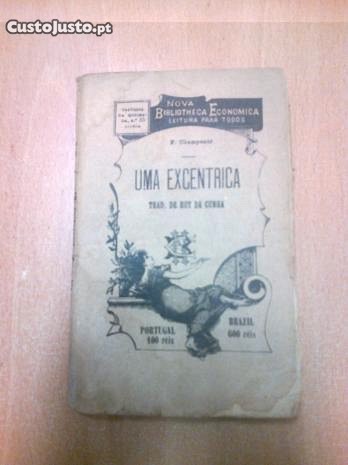 CustoJusto.pt
NOVA
BIBLIOTHECA ECONOMICA
LEITURA PARA TODOS
UMA EXCENTRICA
TRAD. DE RUY DA CUNHA
PORTUGAL
100 réis
BRAZIL
600 réis